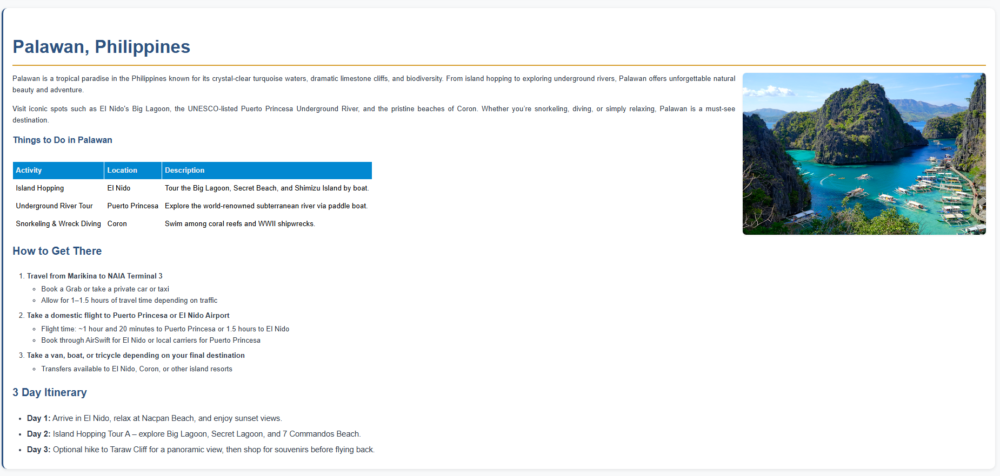 Palawan, Philippines
Palawan is a tropical paradise in the Philippines known for its crystal-clear turquoise waters, dramatic limestone cliffs, and biodiversity. From island hopping to exploring underground rivers, Palawan offers unforgettable natural
beauty and adventure.
Visit iconic spots such as El Nido's Big Lagoon, the UNESCO-listed Puerto Princesa Underground River, and the pristine beaches of Coron. Whether you're snorkeling, diving, or simply relaxing, Palawan is a must-see
destination.
Things to Do in Palawan
Activity Location Description
Island Hopping El Nido Tour the Big Lagoon, Secret Beach, and Shimizu Island by boat.
Underground River Tour Puerto Princesa Explore the world-renowned subterranean river via paddle boat.
Snorkeling & Wreck Diving Coron Swim among coral reefs and WWII shipwrecks.
How to Get There
1. Travel from Marikina to NAIA Terminal 3
◦ Book a Grab or take a private car or taxi
◦ Allow for 1–1.5 hours of travel time depending on traffic
2. Take a domestic flight to Puerto Princesa or El Nido Airport
◦ Flight time: ~1 hour and 20 minutes to Puerto Princesa or 1.5 hours to El Nido
◦ Book through AirSwift for El Nido or local carriers for Puerto Princesa
3. Take a van, boat, or tricycle depending on your final destination
◦ Transfers available to El Nido, Coron, or other island resorts
3 Day Itinerary
• Day 1: Arrive in El Nido, relax at Nacpan Beach, and enjoy sunset views.
• Day 2: Island Hopping Tour A – explore Big Lagoon, Secret Lagoon, and 7 Commandos Beach.
• Day 3: Optional hike to Taraw Cliff for a panoramic view, then shop for souvenirs before flying back.